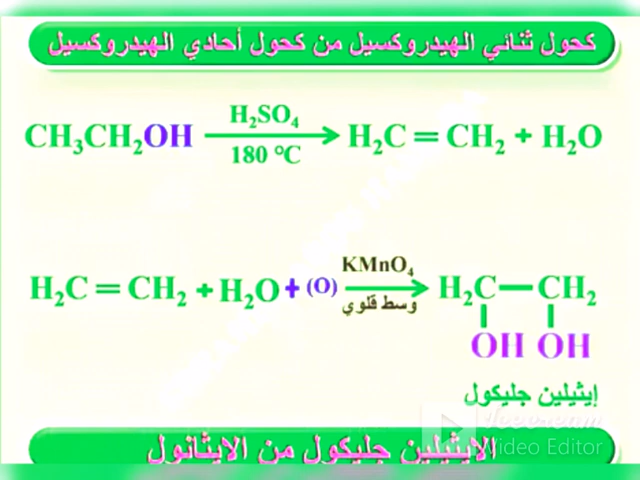 كحول ثنائي الهيدروكسيل من كحول أحادي الهيدروكسيل
CH₃CH₂OH H₂SO₄ 180 °C H₂C = CH₂ + H₂O
H₂C = CH₂ + H₂O + (O) KMnO₄ وسط قلوي H₂C — CH₂
OH OH
إيثيلين جليكول
الايثيلين جليكول من الايثانول
Video Editor